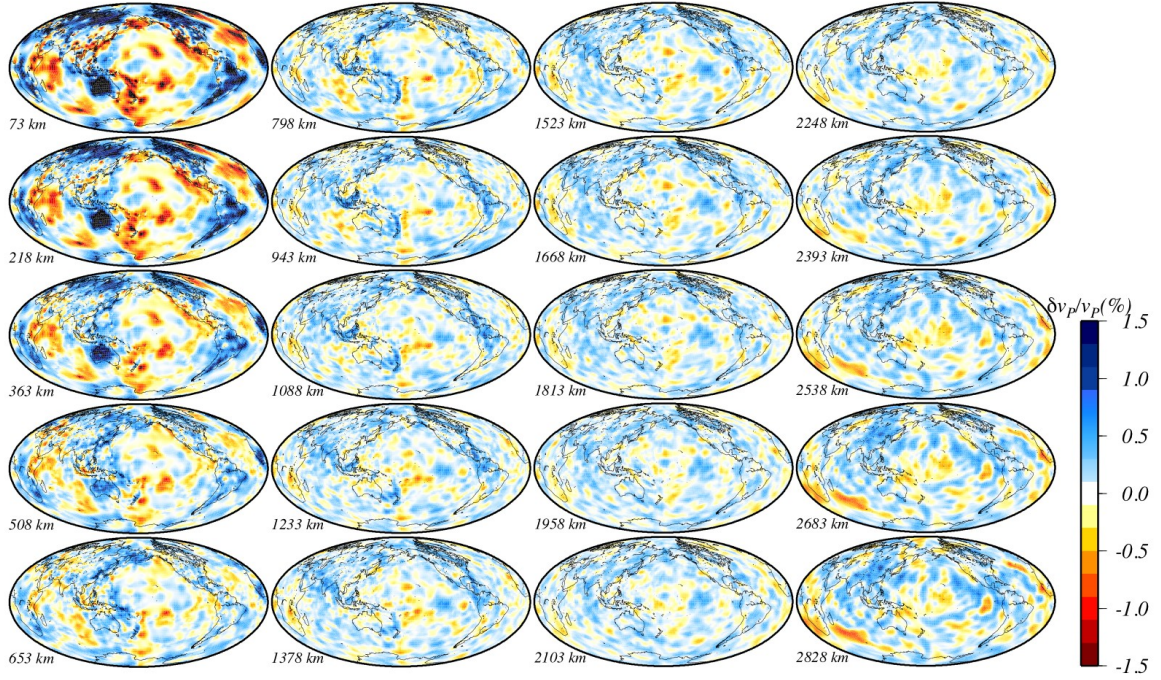 73 km
798 km
1523 km
2248 km
218 km
943 km
1668 km
2393 km
363 km
1088 km
1813 km
2538 km
508 km
1233 km
1958 km
2683 km
653 km
1378 km
2103 km
2828 km
δvP/vP(%)
1.5
1.0
0.5
0.0
-0.5
-1.0
-1.5